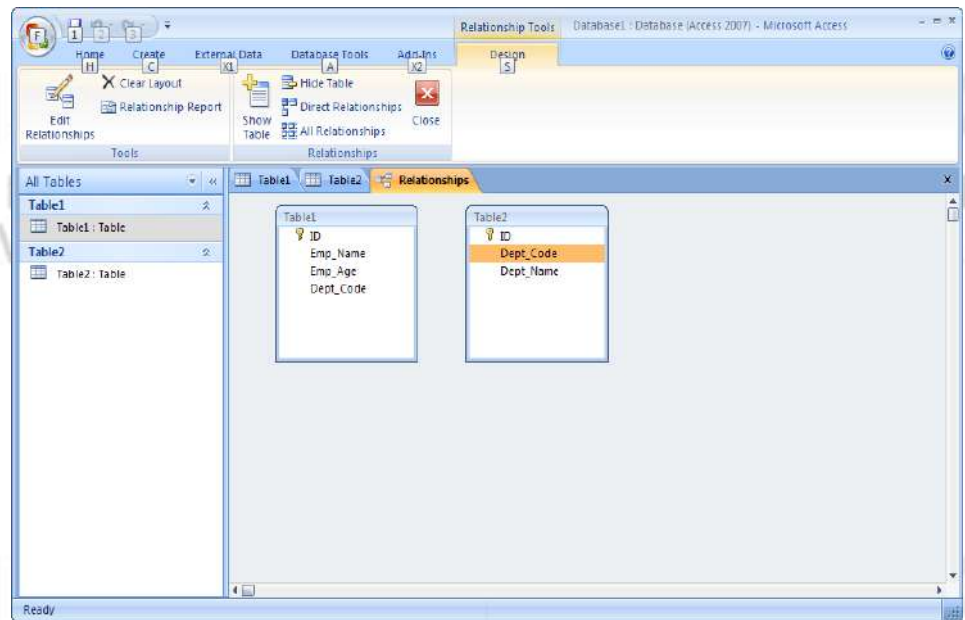 Relationship Tools Database1 : Database (Access 2007) - Microsoft Access
F 1 2 3
Home Create External Data Database Tools Add-Ins Design
H C X1 A X2 S
Clear Layout
Relationship Report
Edit Relationships
Tools
Show Table
Hide Table
Direct Relationships
All Relationships
Close
Relationships
All Tables
Table1
Table1 : Table
Table2
Table2 : Table
Table1 Table2 Relationships
Table1
ID
Emp_Name
Emp_Age
Dept_Code
Table2
ID
Dept_Code
Dept_Name
Ready